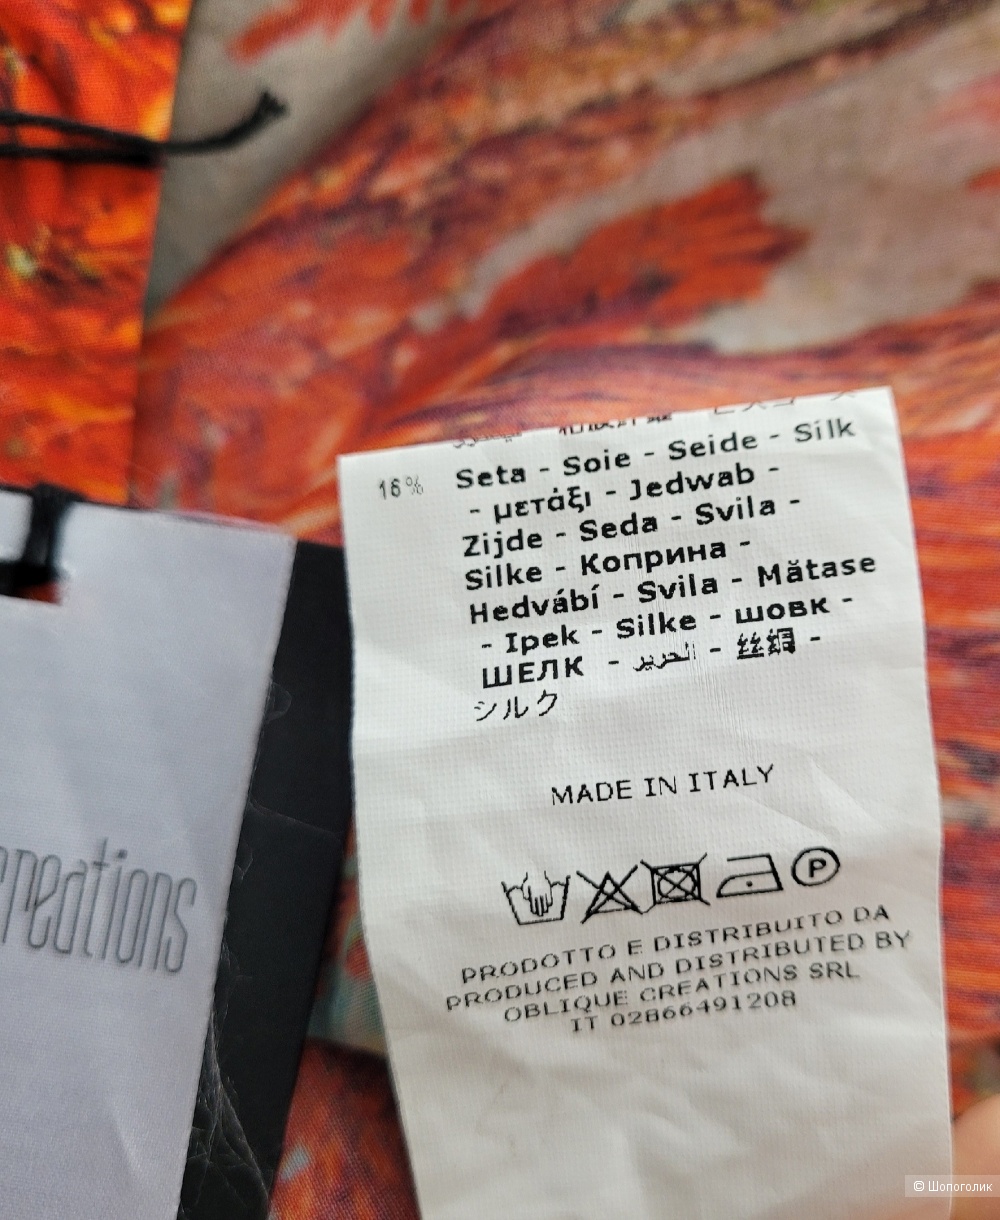 16% Seta - Soie - Seide - Silk
- μετάξι - Jedwab -
Zijde - Seda - Svila -
Silke - Коприна -
Hedvábí - Svila - Mătase
- Ipek - Silke - шовк -
ШЕЛК - الحرير - 丝绸 -
シルク
MADE IN ITALY
P
PRODOTTO E DISTRIBUITO DA
PRODUCED AND DISTRIBUTED BY
OBLIQUE CREATIONS SRL
IT 02866491208
creations
© Шопоголик